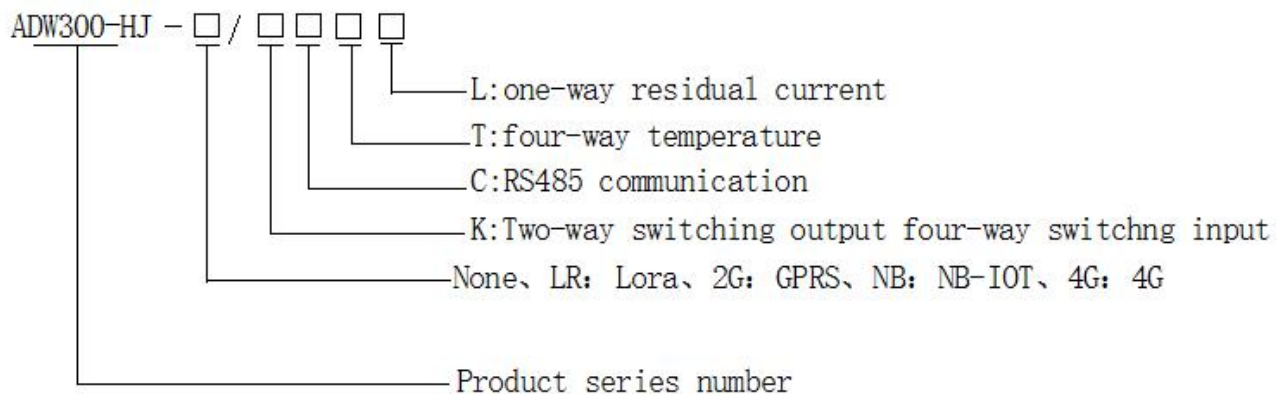 ADW300-HJ - □ / □ □ □ □
L:one-way residual current
T:four-way temperature
C:RS485 communication
K:Two-way switching output four-way switchng input
None、LR：Lora、2G：GPRS、NB：NB-IOT、4G：4G
Product series number